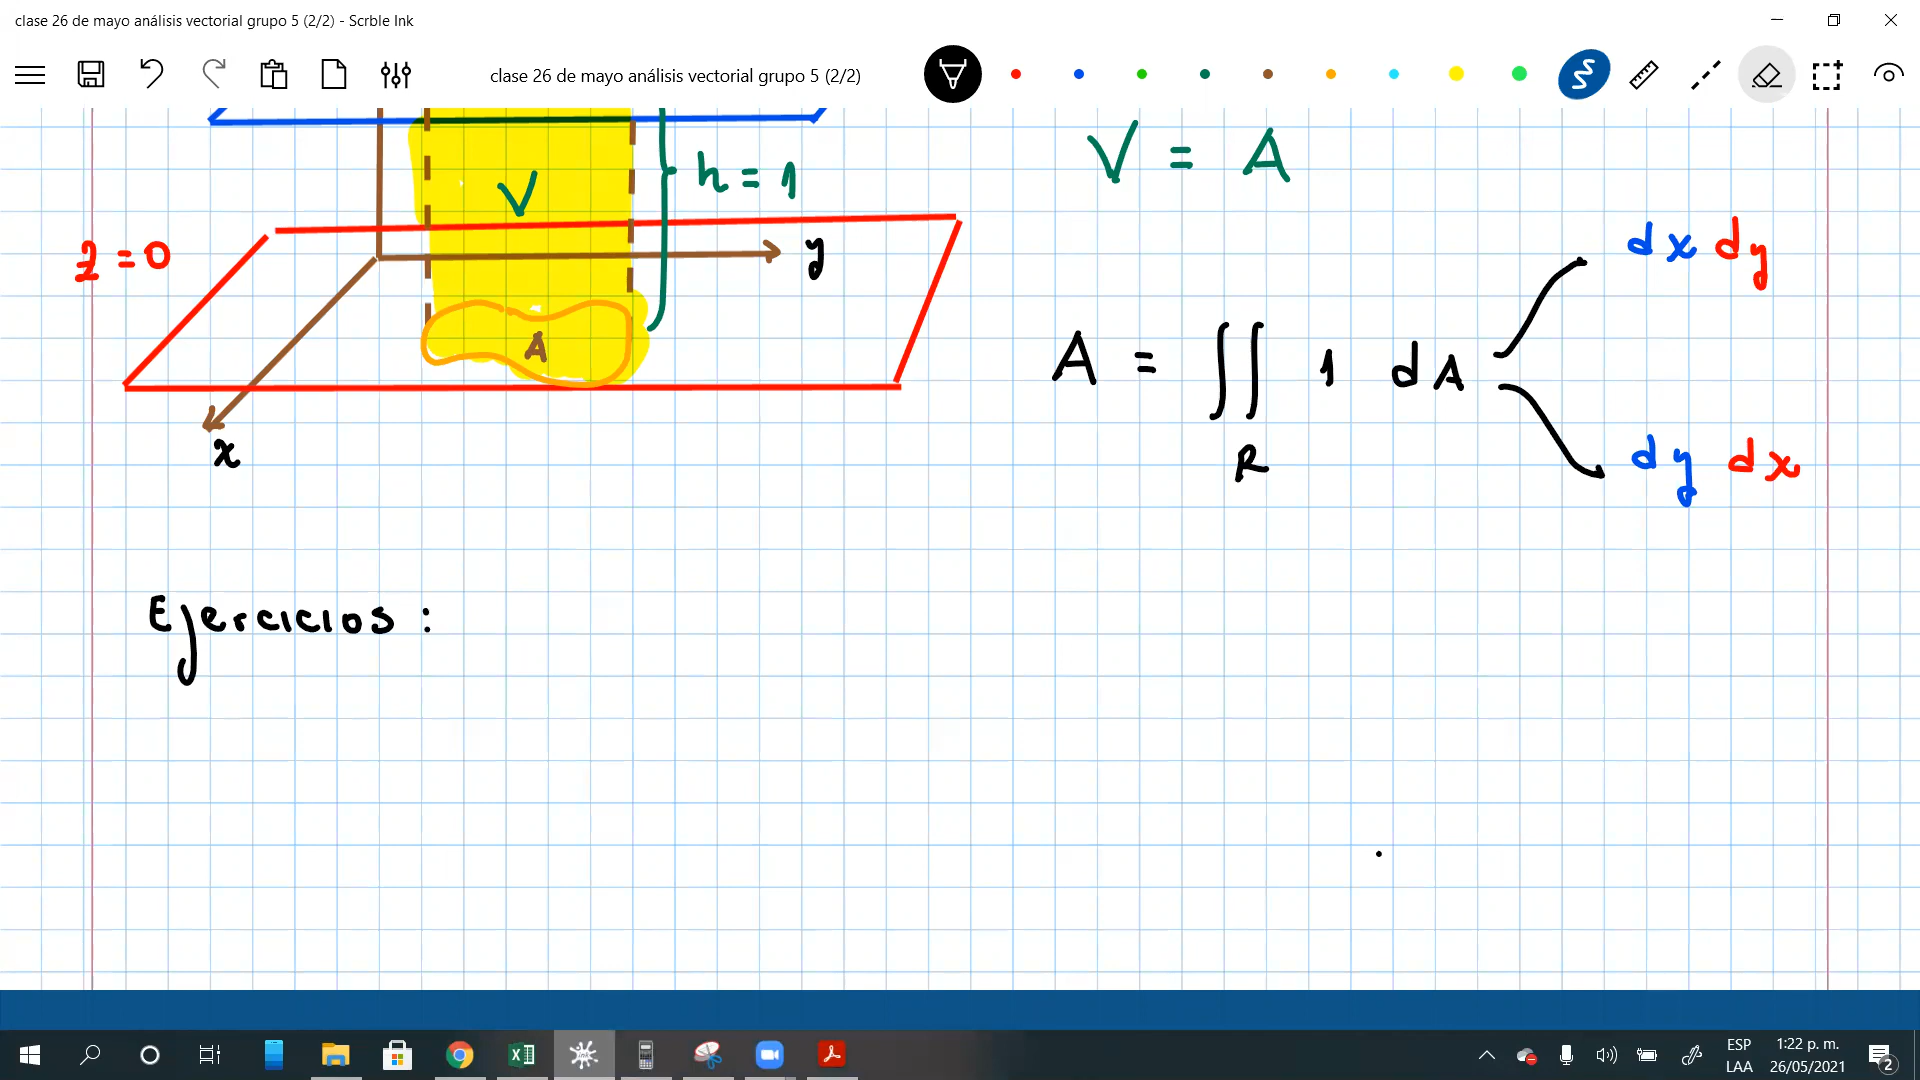 clase 26 de mayo análisis vectorial grupo 5 (2/2) - Scrble Ink
clase 26 de mayo análisis vectorial grupo 5 (2/2)
V = A
V
h = 1
z = 0
y
dx dy
A
A = ∬ 1 dA
R
x
dy dx
Ejercicios :
ESP
LAA
1:22 p. m.
26/05/2021
2